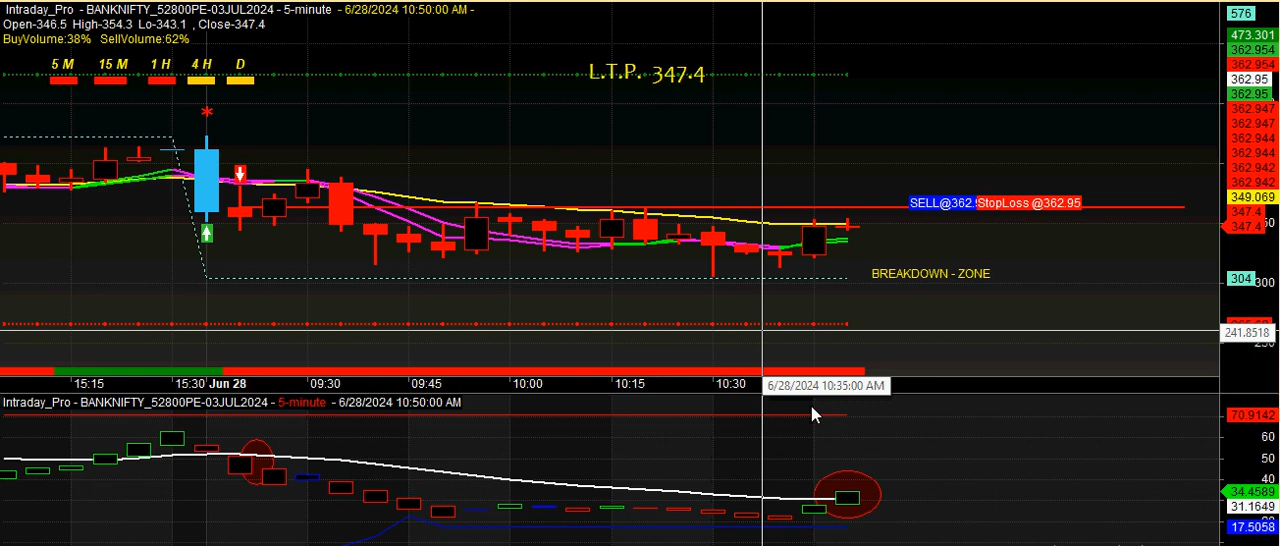 Intraday_Pro - BANKNIFTY_52800PE-03JUL2024 - 5-minute - 6/28/2024 10:50:00 AM -
Open-346.5 High-354.3 Lo-343.1 , Close-347.4
BuyVolume:38% SellVolume:62%
5 M 15 M 1 H 4 H D
L.T.P. 347.4
*
SELL@362. StopLoss @362.95
BREAKDOWN - ZONE
576
473.301
362.954
362.954
362.95
362.95
362.947
362.947
362.944
362.944
362.942
362.942
349.069
347.4
347.4
304 300
241.8518
15:15 15:30 Jun 28 09:30 09:45 10:00 10:15 10:30
6/28/2024 10:35:00 AM
Intraday_Pro - BANKNIFTY_52800PE-03JUL2024 - 5-minute - 6/28/2024 10:50:00 AM
70.9142
60
50
40
34.4589
31.1649
17.5058